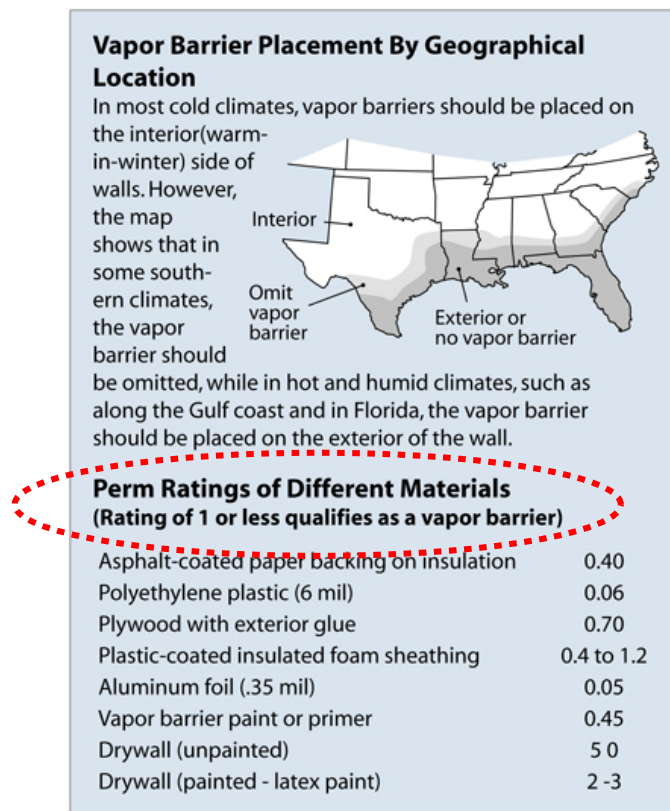 Vapor Barrier Placement By Geographical
Location
In most cold climates, vapor barriers should be placed on
the interior(warm-
in-winter) side of
walls. However,
the map
shows that in
some south-
ern climates,
the vapor
barrier should
Interior
Omit
vapor
barrier
Exterior or
no vapor barrier
be omitted, while in hot and humid climates, such as
along the Gulf coast and in Florida, the vapor barrier
should be placed on the exterior of the wall.
Perm Ratings of Different Materials
(Rating of 1 or less qualifies as a vapor barrier)
Asphalt-coated paper backing on insulation 0.40
Polyethylene plastic (6 mil) 0.06
Plywood with exterior glue 0.70
Plastic-coated insulated foam sheathing 0.4 to 1.2
Aluminum foil (.35 mil) 0.05
Vapor barrier paint or primer 0.45
Drywall (unpainted) 5 0
Drywall (painted - latex paint) 2 -3